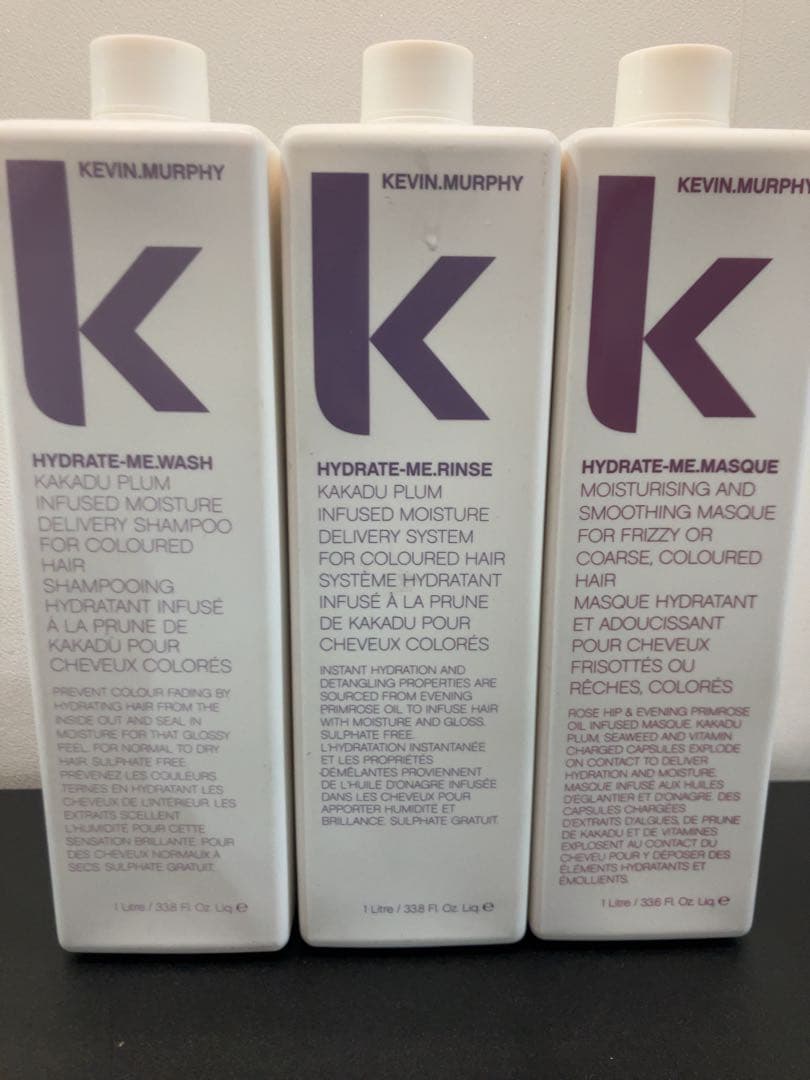 KEVIN.MURPHY
k
HYDRATE-ME.WASH
KAKADU PLUM
INFUSED MOISTURE
DELIVERY SHAMPOO
FOR COLOURED
HAIR
SHAMPOOING
HYDRATANT INFUSÉ
À LA PRUNE DE
KAKADU POUR
CHEVEUX COLORÉS
PREVENT COLOUR FADING BY
HYDRATING HAIR FROM THE
INSIDE OUT AND SEAL IN
MOISTURE FOR THAT GLOSSY
FEEL. FOR NORMAL TO DRY
HAIR. SULPHATE FREE.
PRÉVENEZ LES COULEURS
TERNES EN HYDRATANT LES
CHEVEUX DE L'INTERIEUR. LES
EXTRAITS SCELLENT
L'HUMIDITÉ POUR CETTE
SENSATION BRILLANTE. POUR
DES CHEVEUX NORMAUX À
SECS. SULPHATE GRATUIT.
1 Litre / 33.8 Fl. Oz. Liq. ℮
KEVIN.MURPHY
k
HYDRATE-ME.RINSE
KAKADU PLUM
INFUSED MOISTURE
DELIVERY SYSTEM
FOR COLOURED HAIR
SYSTÈME HYDRATANT
INFUSÉ À LA PRUNE
DE KAKADU POUR
CHEVEUX COLORÉS
INSTANT HYDRATION AND
DETANGLING PROPERTIES ARE
SOURCED FROM EVENING
PRIMROSE OIL TO INFUSE HAIR
WITH MOISTURE AND GLOSS.
SULPHATE FREE.
L'HYDRATATION INSTANTANÉE
ET LES PROPRIÉTÉS
DÉMÊLANTES PROVIENNENT
DE L'HUILE D'ONAGRE INFUSÉE
DANS LES CHEVEUX POUR
APPORTER HUMIDITE ET
BRILLANCE. SULPHATE GRATUIT.
1 Litre / 33.8 Fl. Oz. Liq. ℮
KEVIN.MURPHY
k
HYDRATE-ME.MASQUE
MOISTURISING AND
SMOOTHING MASQUE
FOR FRIZZY OR
COARSE, COLOURED
HAIR
MASQUE HYDRATANT
ET ADOUCISSANT
POUR CHEVEUX
FRISOTTÉS OU
RÊCHES, COLORÉS
ROSE HIP & EVENING PRIMROSE
OIL INFUSED MASQUE. KAKADU
PLUM, SEAWEED AND VITAMIN
CHARGED CAPSULES EXPLODE
ON CONTACT TO DELIVER
HYDRATION AND MOISTURE.
MASQUE INFUSÉ AUX HUILES
D'ÉGLANTIER ET D'ONAGRE. DES
CAPSULES CHARGÉES
D'EXTRAITS D'ALGUES, DE PRUNE
DE KAKADU ET DE VITAMINES
EXPLOSENT AU CONTACT DU
CHEVEU POUR Y DÉPOSER DES
ÉLÉMENTS HYDRATANTS ET
ÉMOLLIENTS.
1 Litre / 33.6 Fl. Oz. Liq. ℮